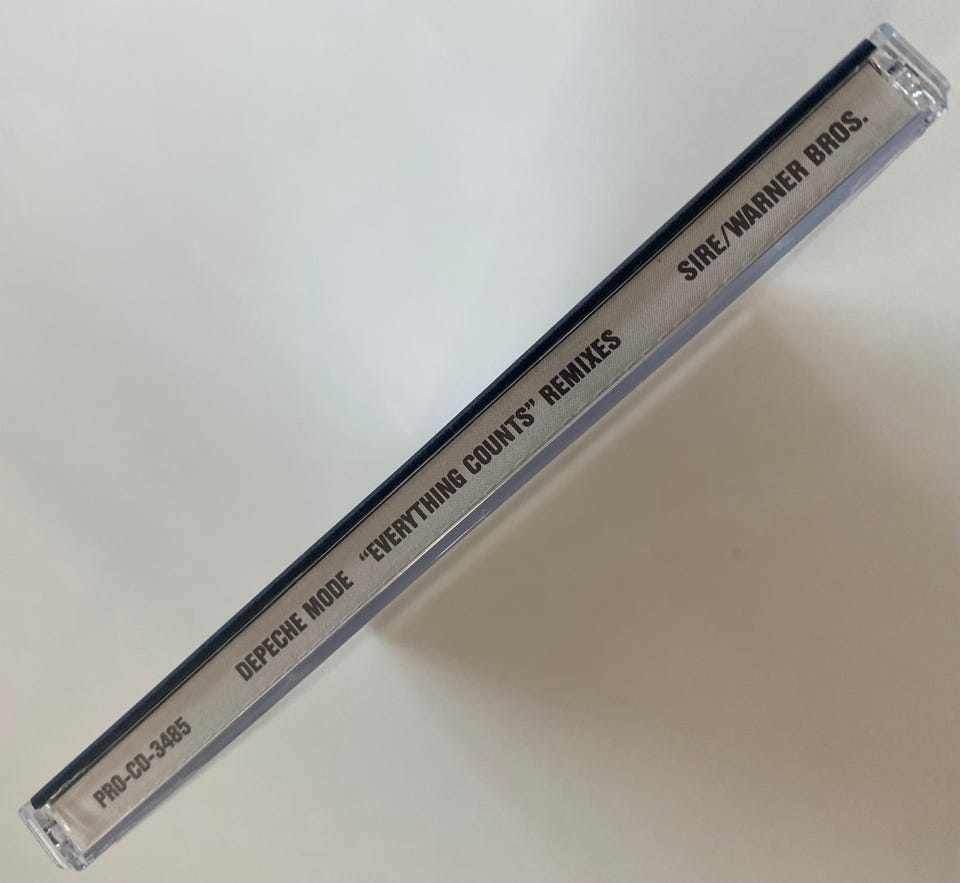 PRO-CD-3485 DEPECHE MODE “EVERYTHING COUNTS” REMIXES SIRE/WARNER BROS.